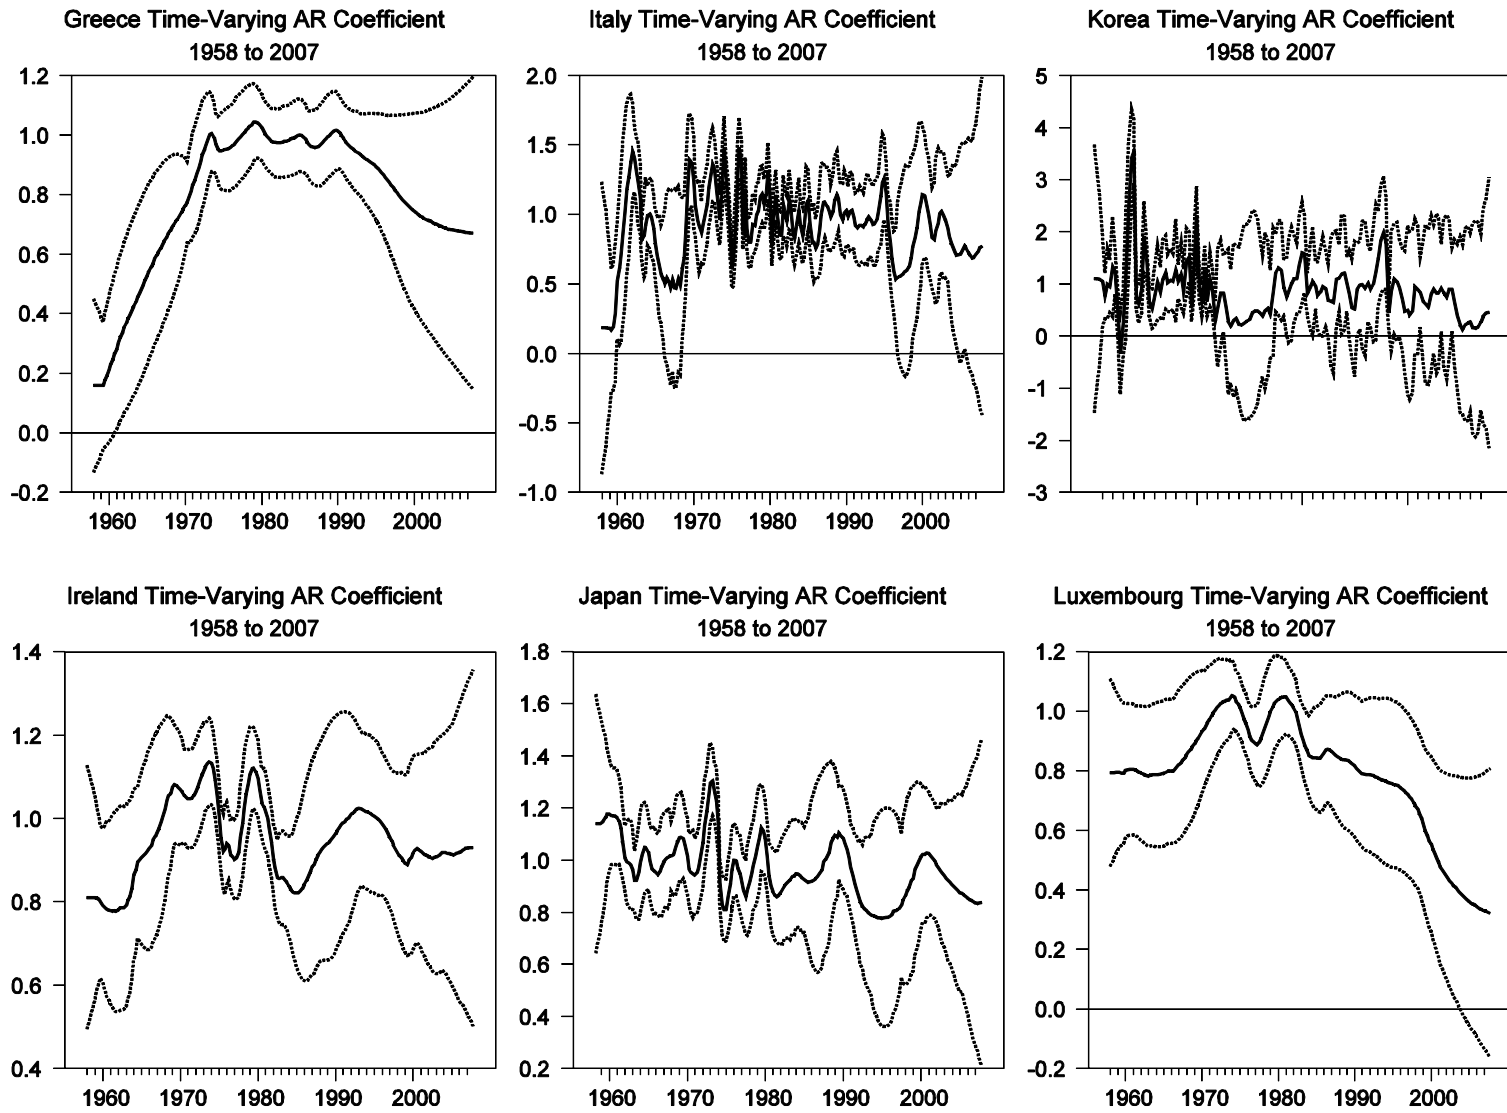 Greece Time-Varying AR Coefficient
1958 to 2007
1.2
1.0
0.8
0.6
0.4
0.2
0.0
-0.2
1960 1970 1980 1990 2000
Italy Time-Varying AR Coefficient
1958 to 2007
2.0
1.5
1.0
0.5
0.0
-0.5
-1.0
1960 1970 1980 1990 2000
Korea Time-Varying AR Coefficient
1958 to 2007
5
4
3
2
1
0
-1
-2
-3
Ireland Time-Varying AR Coefficient
1958 to 2007
1.4
1.2
1.0
0.8
0.6
0.4
1960 1970 1980 1990 2000
Japan Time-Varying AR Coefficient
1958 to 2007
1.8
1.6
1.4
1.2
1.0
0.8
0.6
0.4
0.2
1960 1970 1980 1990 2000
Luxembourg Time-Varying AR Coefficient
1958 to 2007
1.2
1.0
0.8
0.6
0.4
0.2
0.0
-0.2
1960 1970 1980 1990 2000